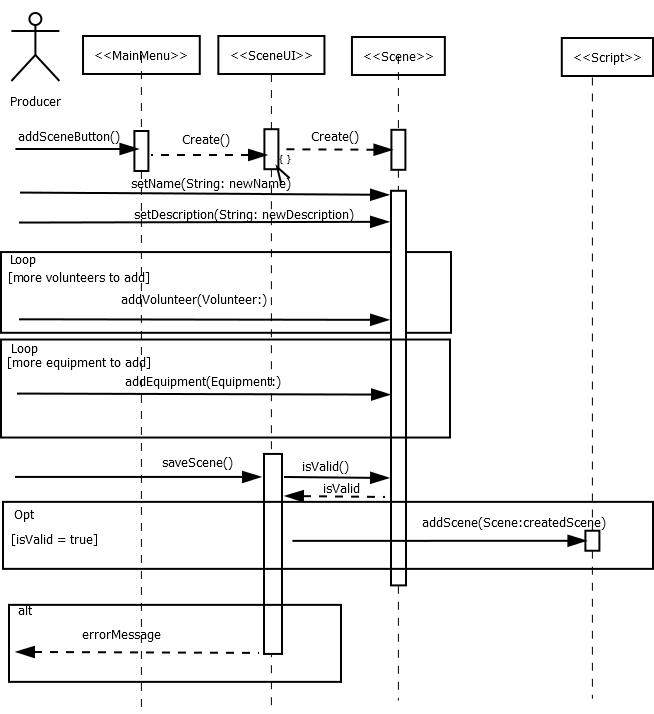 <<MainMenu>>
<<SceneUI>>
<<Scene>>
<<Script>>
Producer
addSceneButton()
Create()
Create()
{ }
setName(String: newName)
setDescription(String: newDescription)
Loop
[more volunteers to add]
addVolunteer(Volunteer:)
Loop
[more equipment to add]
addEquipment(Equipment:)
saveScene()
isValid()
isValid
Opt
addScene(Scene:createdScene)
[isValid = true]
alt
errorMessage